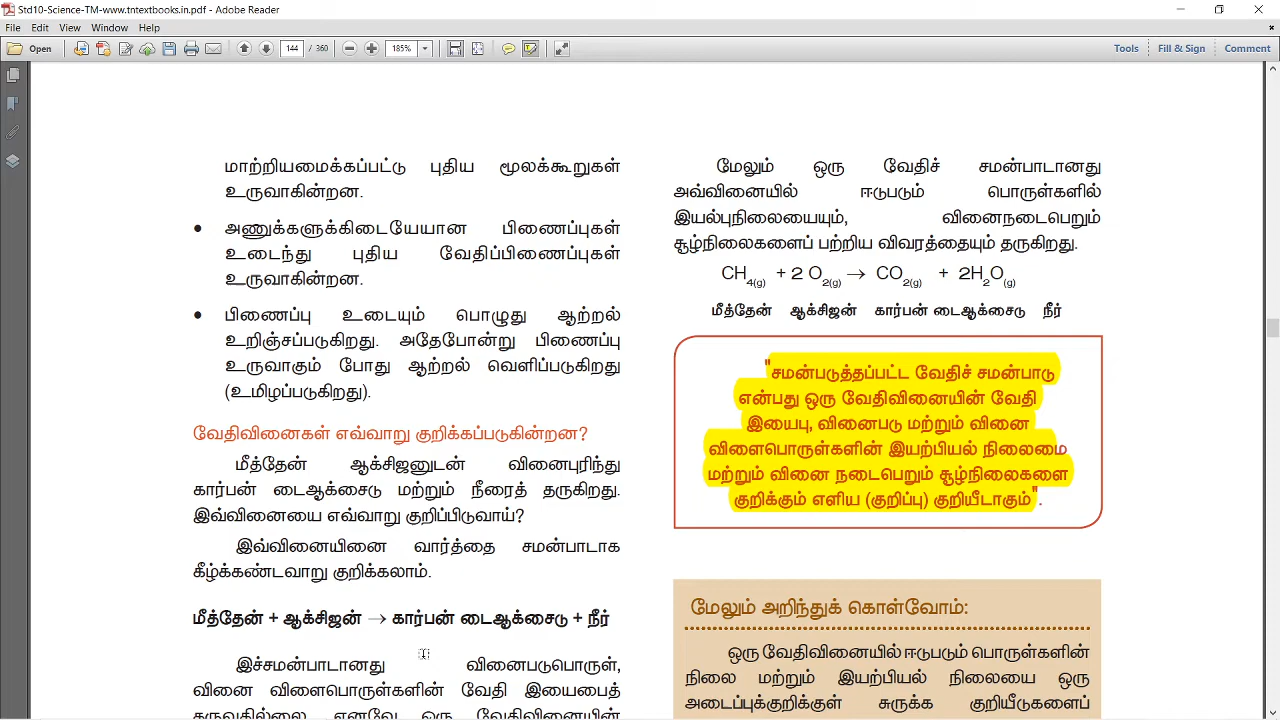 Std10-Science-TM-www.tntextbooks.in.pdf - Adobe Reader
File Edit View Window Help
Open 144 / 360 185% Tools Fill & Sign Comment
மாற்றியமைக்கப்பட்டு புதிய மூலக்கூறுகள்
உருவாகின்றன.
• அணுக்களுக்கிடையேயான பிணைப்புகள்
உடைந்து புதிய வேதிப்பிணைப்புகள்
உருவாகின்றன.
• பிணைப்பு உடையும் பொழுது ஆற்றல்
உறிஞ்சப்படுகிறது. அதேபோன்று பிணைப்பு
உருவாகும் போது ஆற்றல் வெளிப்படுகிறது
(உமிழப்படுகிறது).
வேதிவினைகள் எவ்வாறு குறிக்கப்படுகின்றன?
மீத்தேன் ஆக்சிஜனுடன் வினைபுரிந்து
கார்பன் டைஆக்சைடு மற்றும் நீரைத் தருகிறது.
இவ்வினையை எவ்வாறு குறிப்பிடுவாய்?
இவ்வினையினை வார்த்தை சமன்பாடாக
கீழ்க்கண்டவாறு குறிக்கலாம்.
மீத்தேன் + ஆக்சிஜன் → கார்பன் டைஆக்சைடு + நீர்
இச்சமன்பாடானது வினைபடுபொருள்,
வினை விளைபொருள்களின் வேதி இயைபைத்
தருவதில்லை. எனவே ஒரு வேதிவினையின்
மேலும் ஒரு வேதிச் சமன்பாடானது
அவ்வினையில் ஈடுபடும் பொருள்களில்
இயல்புநிலையையும், வினைநடைபெறும்
சூழ்நிலைகளைப் பற்றிய விவரத்தையும் தருகிறது.
CH4(g) + 2 O2(g) → CO2(g) + 2H2O(g)
மீத்தேன் ஆக்சிஜன் கார்பன் டைஆக்சைடு நீர்
"சமன்படுத்தப்பட்ட வேதிச் சமன்பாடு
என்பது ஒரு வேதிவினையின் வேதி
இயைபு, வினைபடு மற்றும் வினை
விளைபொருள்களின் இயற்பியல் நிலைமை
மற்றும் வினை நடைபெறும் சூழ்நிலைகளை
குறிக்கும் எளிய (குறிப்பு) குறியீடாகும்".
மேலும் அறிந்துக் கொள்வோம்:
ஒரு வேதிவினையில் ஈடுபடும் பொருள்களின்
நிலை மற்றும் இயற்பியல் நிலையை ஒரு
அடைப்புக்குறிக்குள் சுருக்க குறியீடுகளைப்